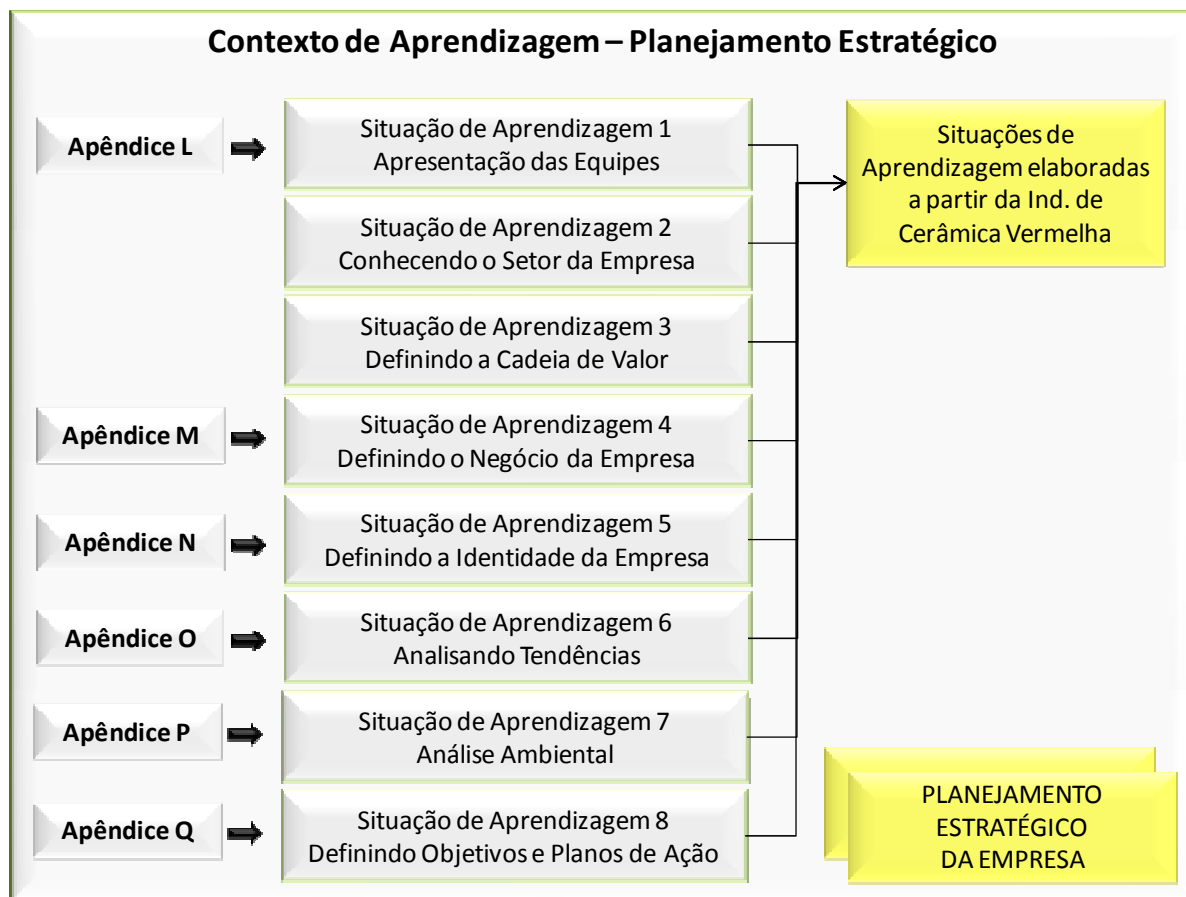 Contexto de Aprendizagem – Planejamento Estratégico
Apêndice L
Situação de Aprendizagem 1
Apresentação das Equipes
Situações de
Aprendizagem elaboradas
a partir da Ind. de
Cerâmica Vermelha
Situação de Aprendizagem 2
Conhecendo o Setor da Empresa
Situação de Aprendizagem 3
Definindo a Cadeia de Valor
Apêndice M
Situação de Aprendizagem 4
Definindo o Negócio da Empresa
Apêndice N
Situação de Aprendizagem 5
Definindo a Identidade da Empresa
Apêndice O
Situação de Aprendizagem 6
Analisando Tendências
Apêndice P
Situação de Aprendizagem 7
Análise Ambiental
Apêndice Q
Situação de Aprendizagem 8
Definindo Objetivos e Planos de Ação
PLANEJAMENTO
ESTRATÉGICO
DA EMPRESA